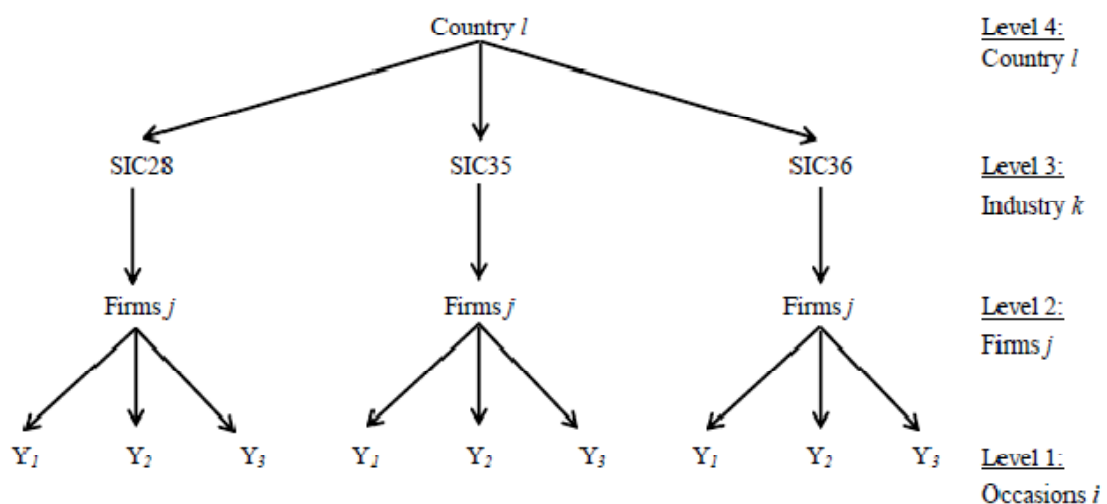 Country l
Level 4:
Country l
SIC28 SIC35 SIC36
Level 3:
Industry k
Firms j Firms j Firms j
Level 2:
Firms j
Y1 Y2 Y3 Y1 Y2 Y3 Y1 Y2 Y3
Level 1:
Occasions i